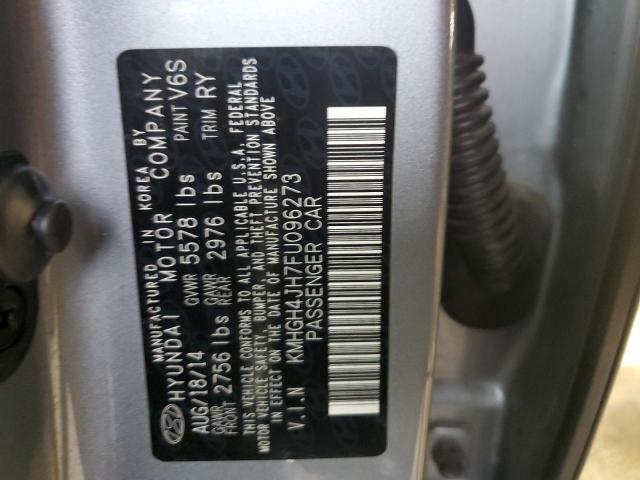 MANUFACTURED IN KOREA BY
HYUNDAI MOTOR COMPANY
AUG/18/14 GVWR 5578 lbs PAINT V6S
GAWR FRONT 2756 lbs GAWR REAR 2976 lbs TRIM RY
THIS VEHICLE CONFORMS TO ALL APPLICABLE U.S.A. FEDERAL
MOTOR VEHICLE SAFETY, BUMPER, AND THEFT PREVENTION STANDARDS
IN EFFECT ON THE DATE OF MANUFACTURE SHOWN ABOVE
V.I.N KMHGH4JH7FU096273
PASSENGER CAR